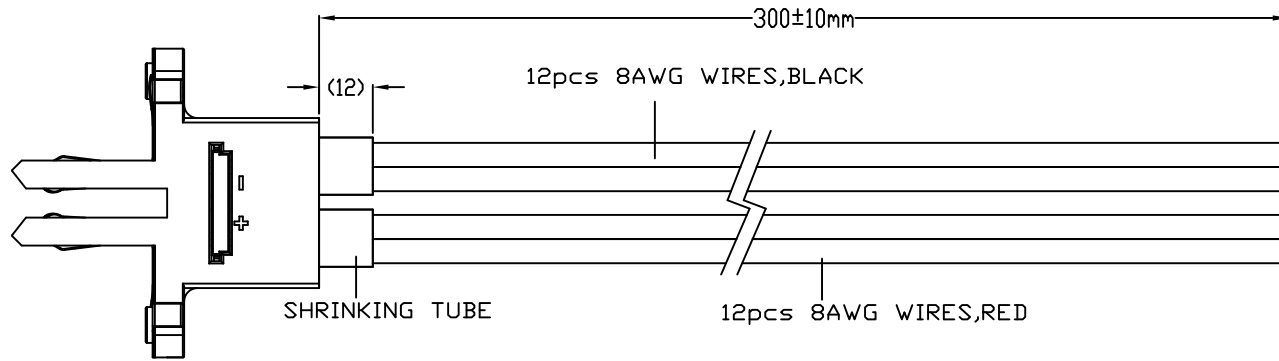 300±10mm
12pcs 8AWG WIRES,BLACK
(12)
-
+
SHRINKING TUBE
12pcs 8AWG WIRES,RED